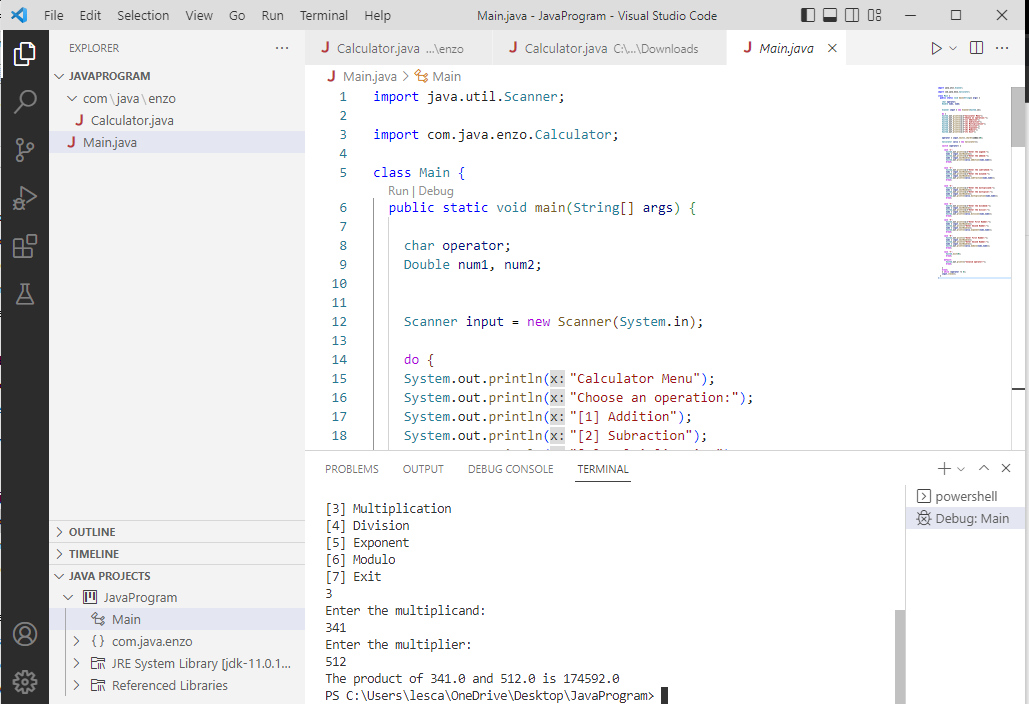 File Edit Selection View Go Run Terminal Help Main.java - JavaProgram - Visual Studio Code
EXPLORER
JAVAPROGRAM
com\java\enzo
J Calculator.java
J Main.java
OUTLINE
TIMELINE
JAVA PROJECTS
JavaProgram
Main
{} com.java.enzo
JRE System Library [jdk-11.0.1...
Referenced Libraries
J Calculator.java ...\enzo J Calculator.java C:\...\Downloads J Main.java
J Main.java > Main
1 import java.util.Scanner;
2
3 import com.java.enzo.Calculator;
4
5 class Main {
Run | Debug
6 public static void main(String[] args) {
7
8 char operator;
9 Double num1, num2;
10
11
12 Scanner input = new Scanner(System.in);
13
14 do {
15 System.out.println(x: "Calculator Menu");
16 System.out.println(x: "Choose an operation:");
17 System.out.println(x: "[1] Addition");
18 System.out.println(x: "[2] Subraction");
PROBLEMS OUTPUT DEBUG CONSOLE TERMINAL
[3] Multiplication
[4] Division
[5] Exponent
[6] Modulo
[7] Exit
3
Enter the multiplicand:
341
Enter the multiplier:
512
The product of 341.0 and 512.0 is 174592.0
PS C:\Users\lesca\OneDrive\Desktop\JavaProgram>
powershell
Debug: Main